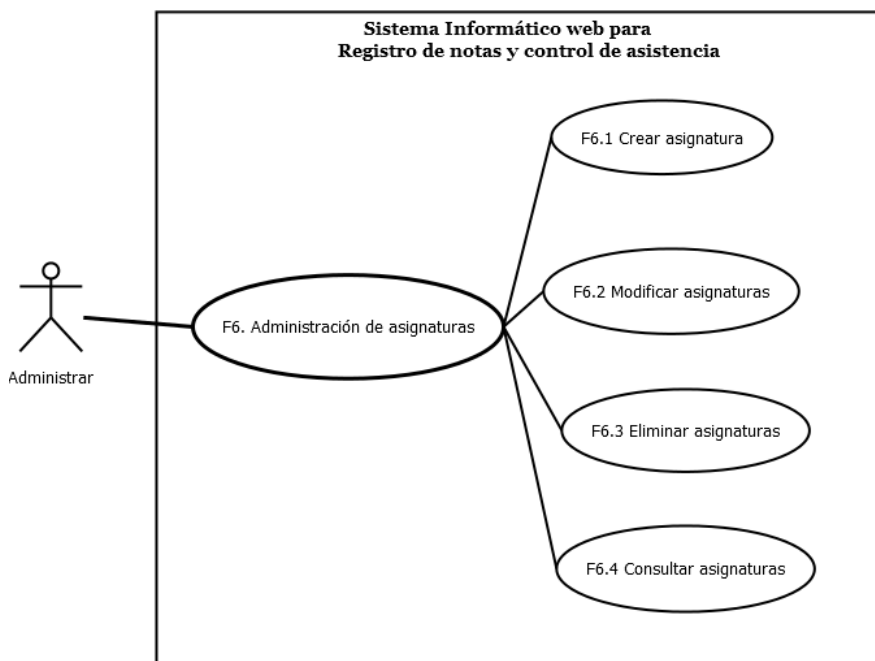 Sistema Informático web para
Registro de notas y control de asistencia
F6.1 Crear asignatura
F6.2 Modificar asignaturas
F6. Administración de asignaturas
Administrar
F6.3 Eliminar asignaturas
F6.4 Consultar asignaturas